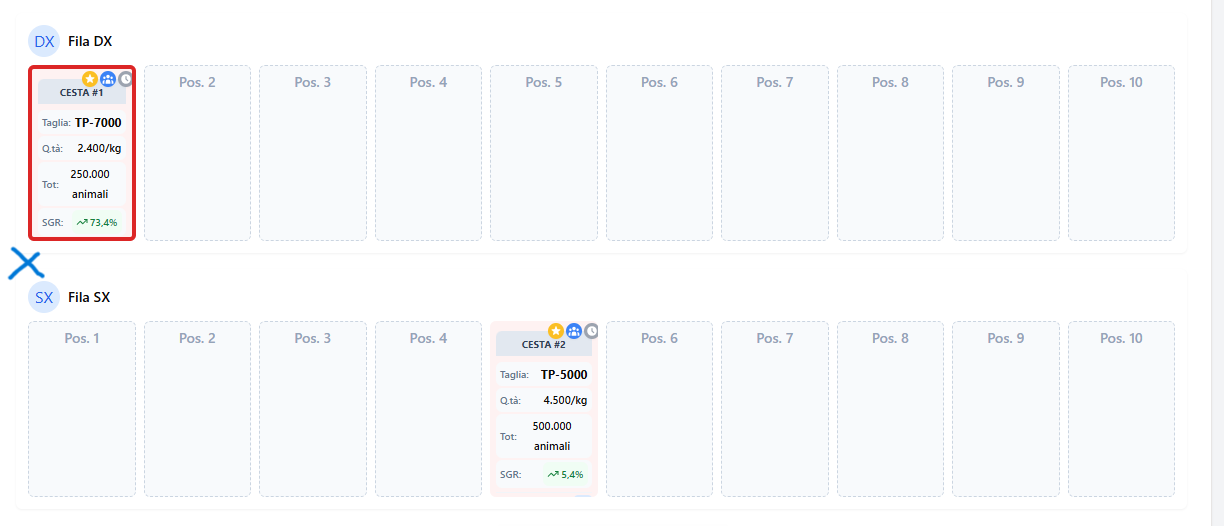 DX Fila DX
CESTA #1 Pos. 2 Pos. 3 Pos. 4 Pos. 5 Pos. 6 Pos. 7 Pos. 8 Pos. 9 Pos. 10
Taglia: TP-7000
Q.tà: 2.400/kg
Tot: 250.000 animali
SGR: 73,4%
SX Fila SX
Pos. 1 Pos. 2 Pos. 3 Pos. 4 CESTA #2 Pos. 6 Pos. 7 Pos. 8 Pos. 9 Pos. 10
Taglia: TP-5000
Q.tà: 4.500/kg
Tot: 500.000 animali
SGR: 5,4%